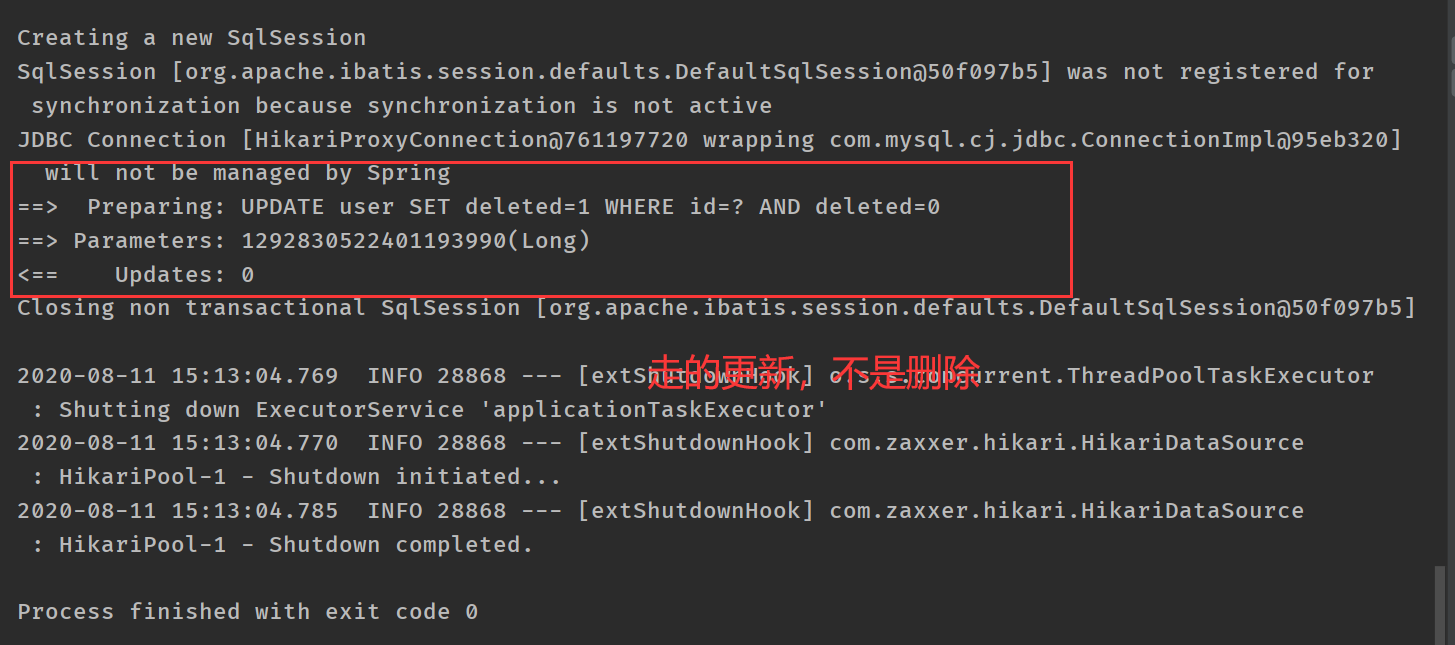 Creating a new SqlSession
SqlSession [org.apache.ibatis.session.defaults.DefaultSqlSession@50f097b5] was not registered for
synchronization because synchronization is not active
JDBC Connection [HikariProxyConnection@761197720 wrapping com.mysql.cj.jdbc.ConnectionImpl@95eb320]
will not be managed by Spring
==>  Preparing: UPDATE user SET deleted=1 WHERE id=? AND deleted=0
==> Parameters: 1292830522401193990(Long)
<==    Updates: 0
Closing non transactional SqlSession [org.apache.ibatis.session.defaults.DefaultSqlSession@50f097b5]
走的更新，不是删除
2020-08-11 15:13:04.769  INFO 28868 --- [extShutdownHook] o.s.s.concurrent.ThreadPoolTaskExecutor
: Shutting down ExecutorService 'applicationTaskExecutor'
2020-08-11 15:13:04.770  INFO 28868 --- [extShutdownHook] com.zaxxer.hikari.HikariDataSource
: HikariPool-1 - Shutdown initiated...
2020-08-11 15:13:04.785  INFO 28868 --- [extShutdownHook] com.zaxxer.hikari.HikariDataSource
: HikariPool-1 - Shutdown completed.
Process finished with exit code 0